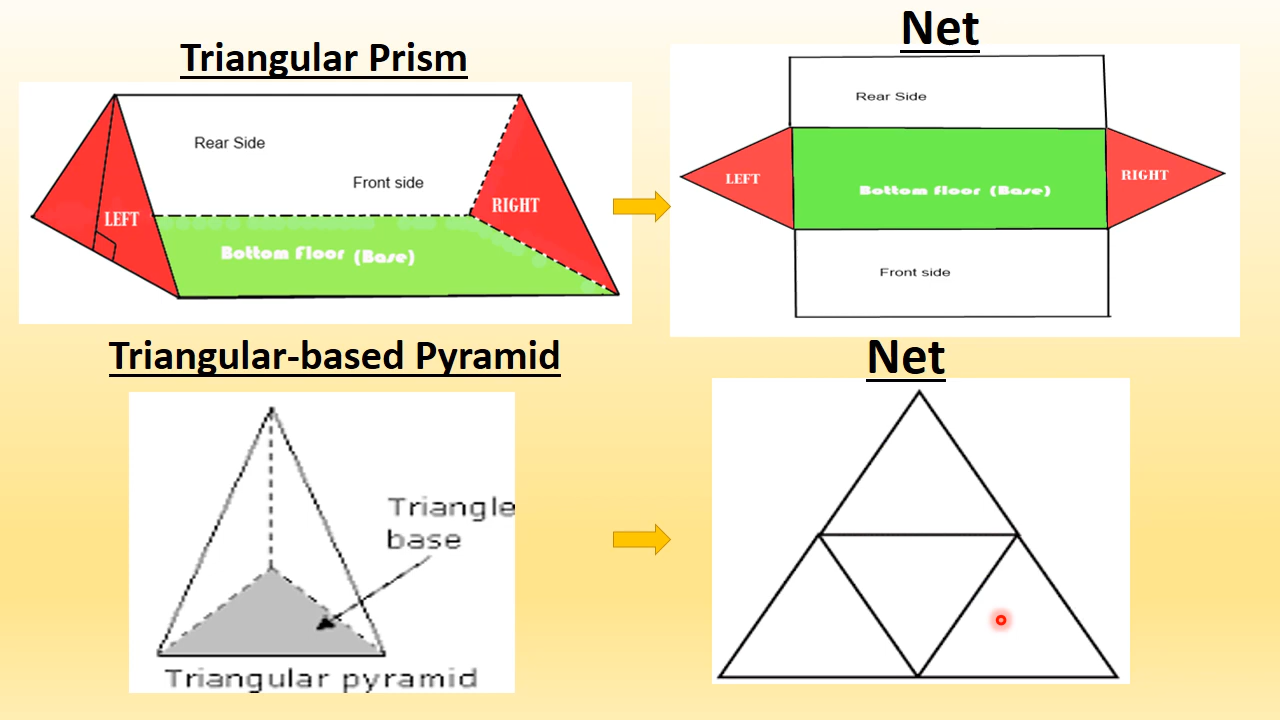 Triangular Prism
Net
Rear Side
Front side
LEFT
RIGHT
Bottom floor (Base)
Rear Side
LEFT
Bottom floor (Base)
RIGHT
Front side
Triangular-based Pyramid
Net
Triangle
base
Triangular pyramid